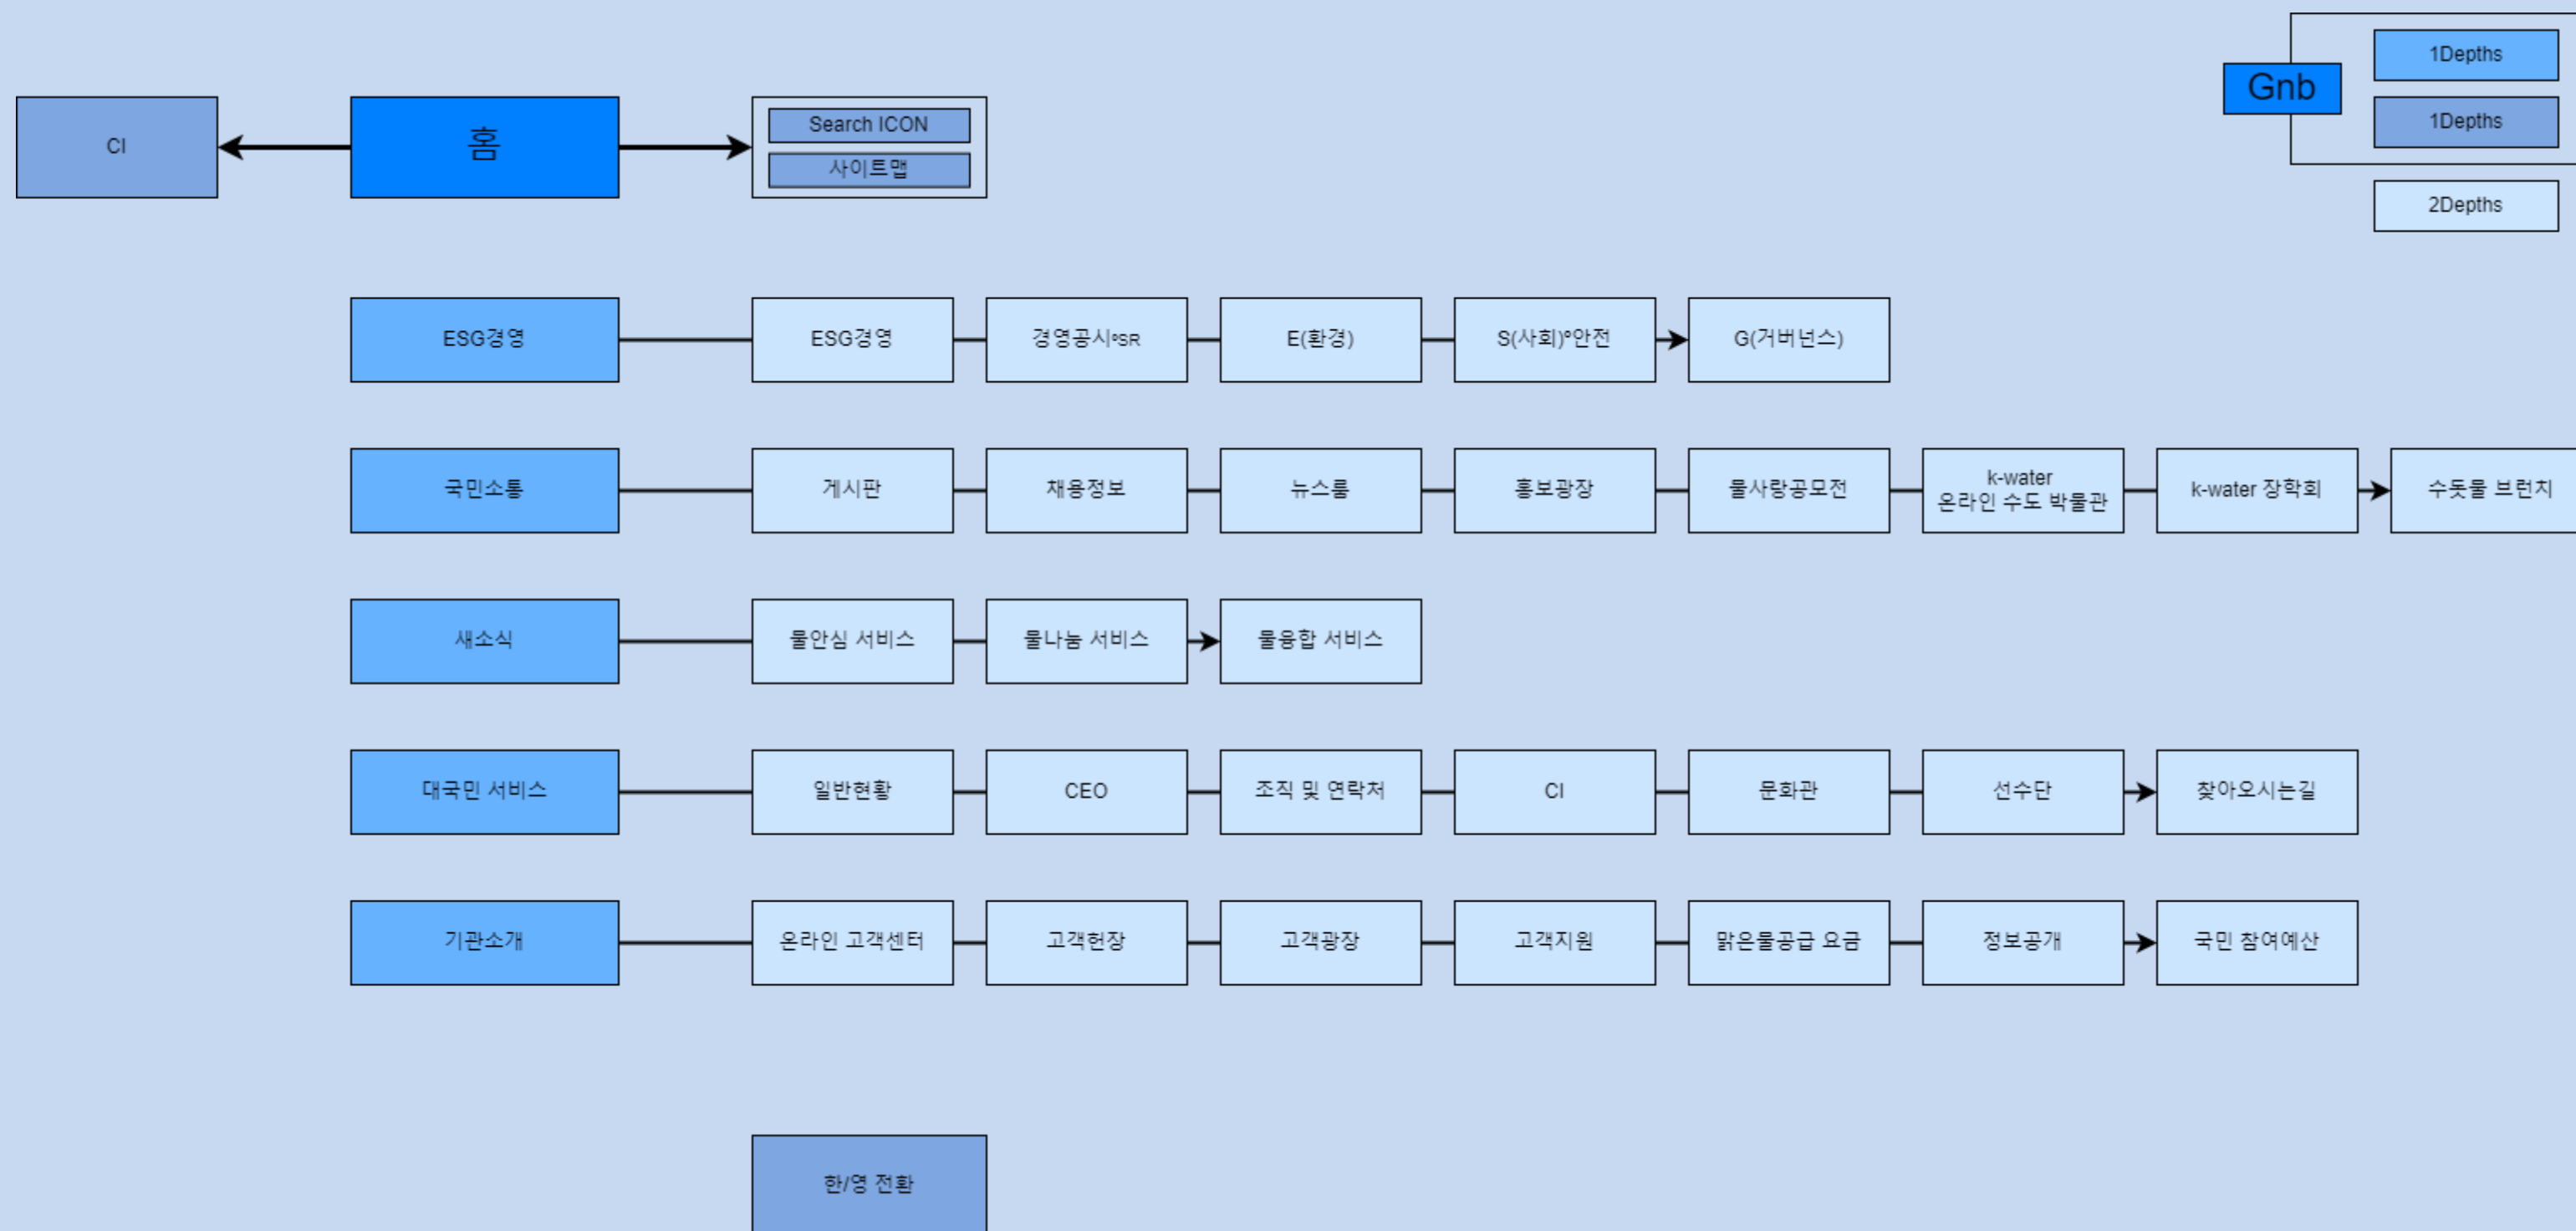 CI
홈
Search ICON
사이트맵
Gnb
1Depths
1Depths
2Depths
ESG경영
ESG경영
경영공시ºSR
E(환경)
S(사회)º안전
G(거버넌스)
국민소통
게시판
채용정보
뉴스룸
홍보광장
물사랑공모전
k-water
온라인 수도 박물관
k-water 장학회
수돗물 브런치
새소식
물안심 서비스
물나눔 서비스
물융합 서비스
대국민 서비스
일반현황
CEO
조직 및 연락처
CI
문화관
선수단
찾아오시는길
기관소개
온라인 고객센터
고객헌장
고객광장
고객지원
맑은물공급 요금
정보공개
국민 참여예산
한/영 전환